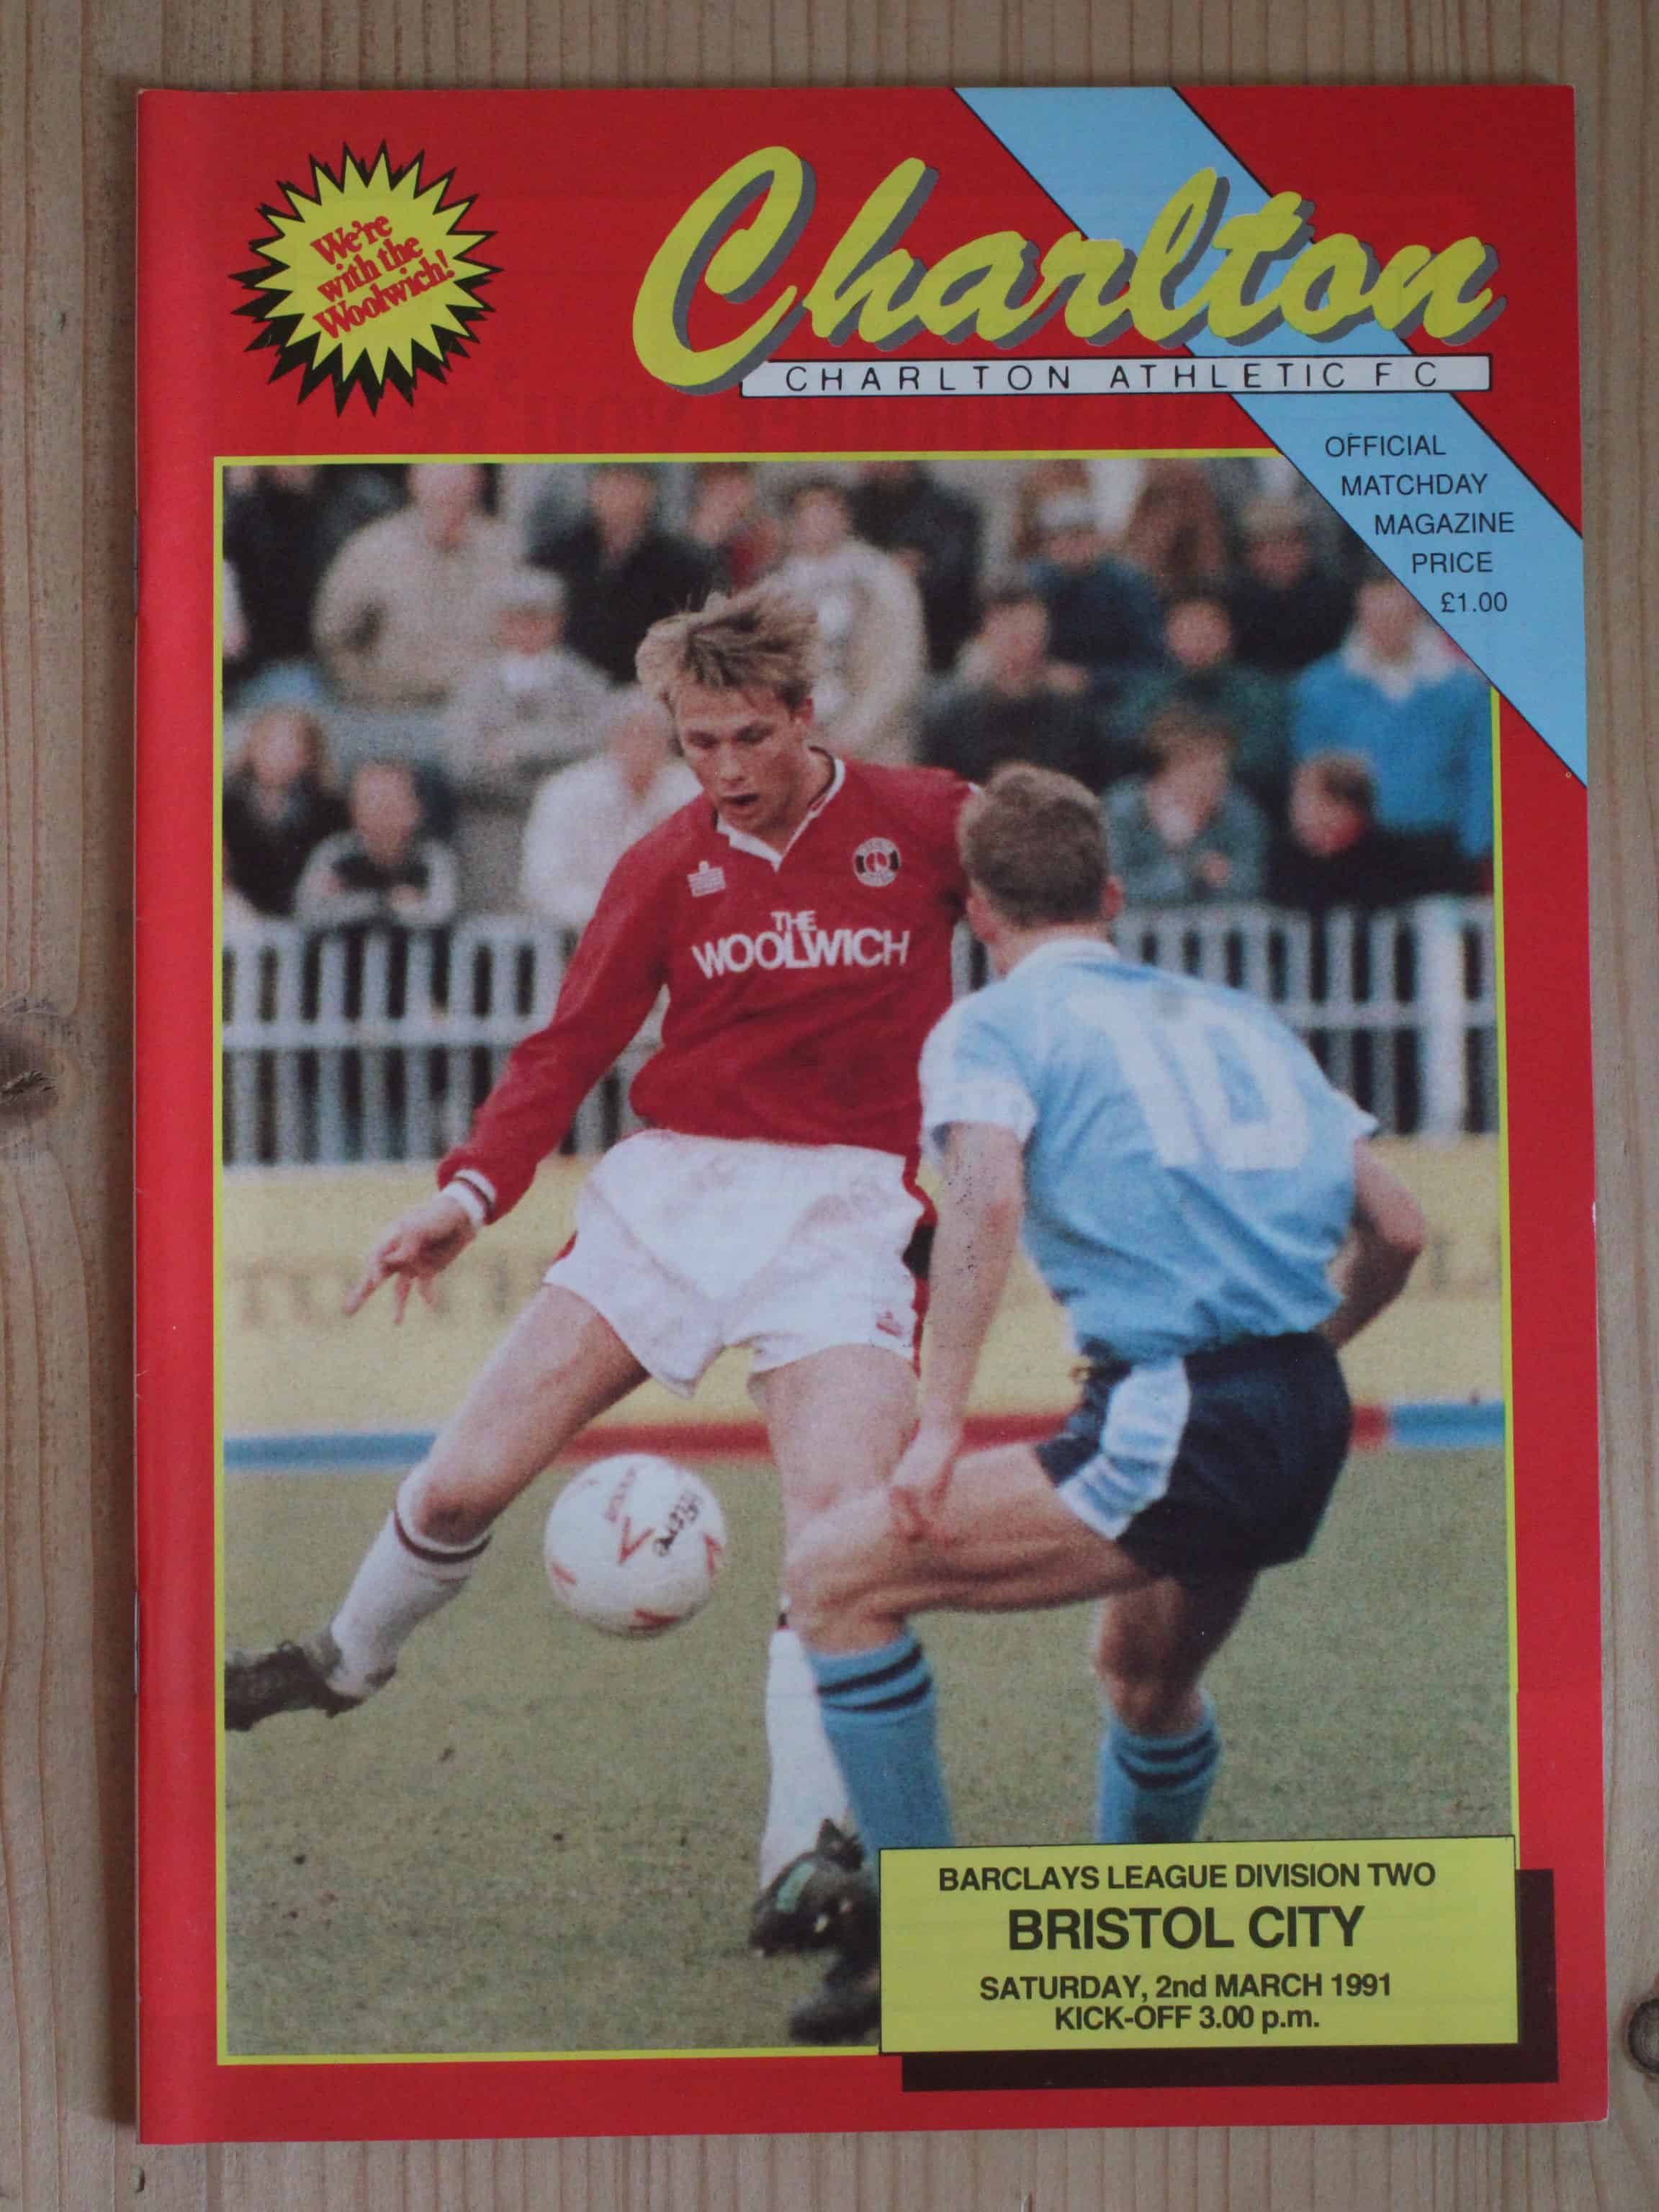 We're
with the
Woolwich!
Charlton
CHARLTON ATHLETIC FC
OFFICIAL
MATCHDAY
MAGAZINE
PRICE
£1.00
THE
WOOLWICH
10
mitre
BARCLAYS LEAGUE DIVISION TWO
BRISTOL CITY
SATURDAY, 2nd MARCH 1991
KICK-OFF 3.00 p.m.